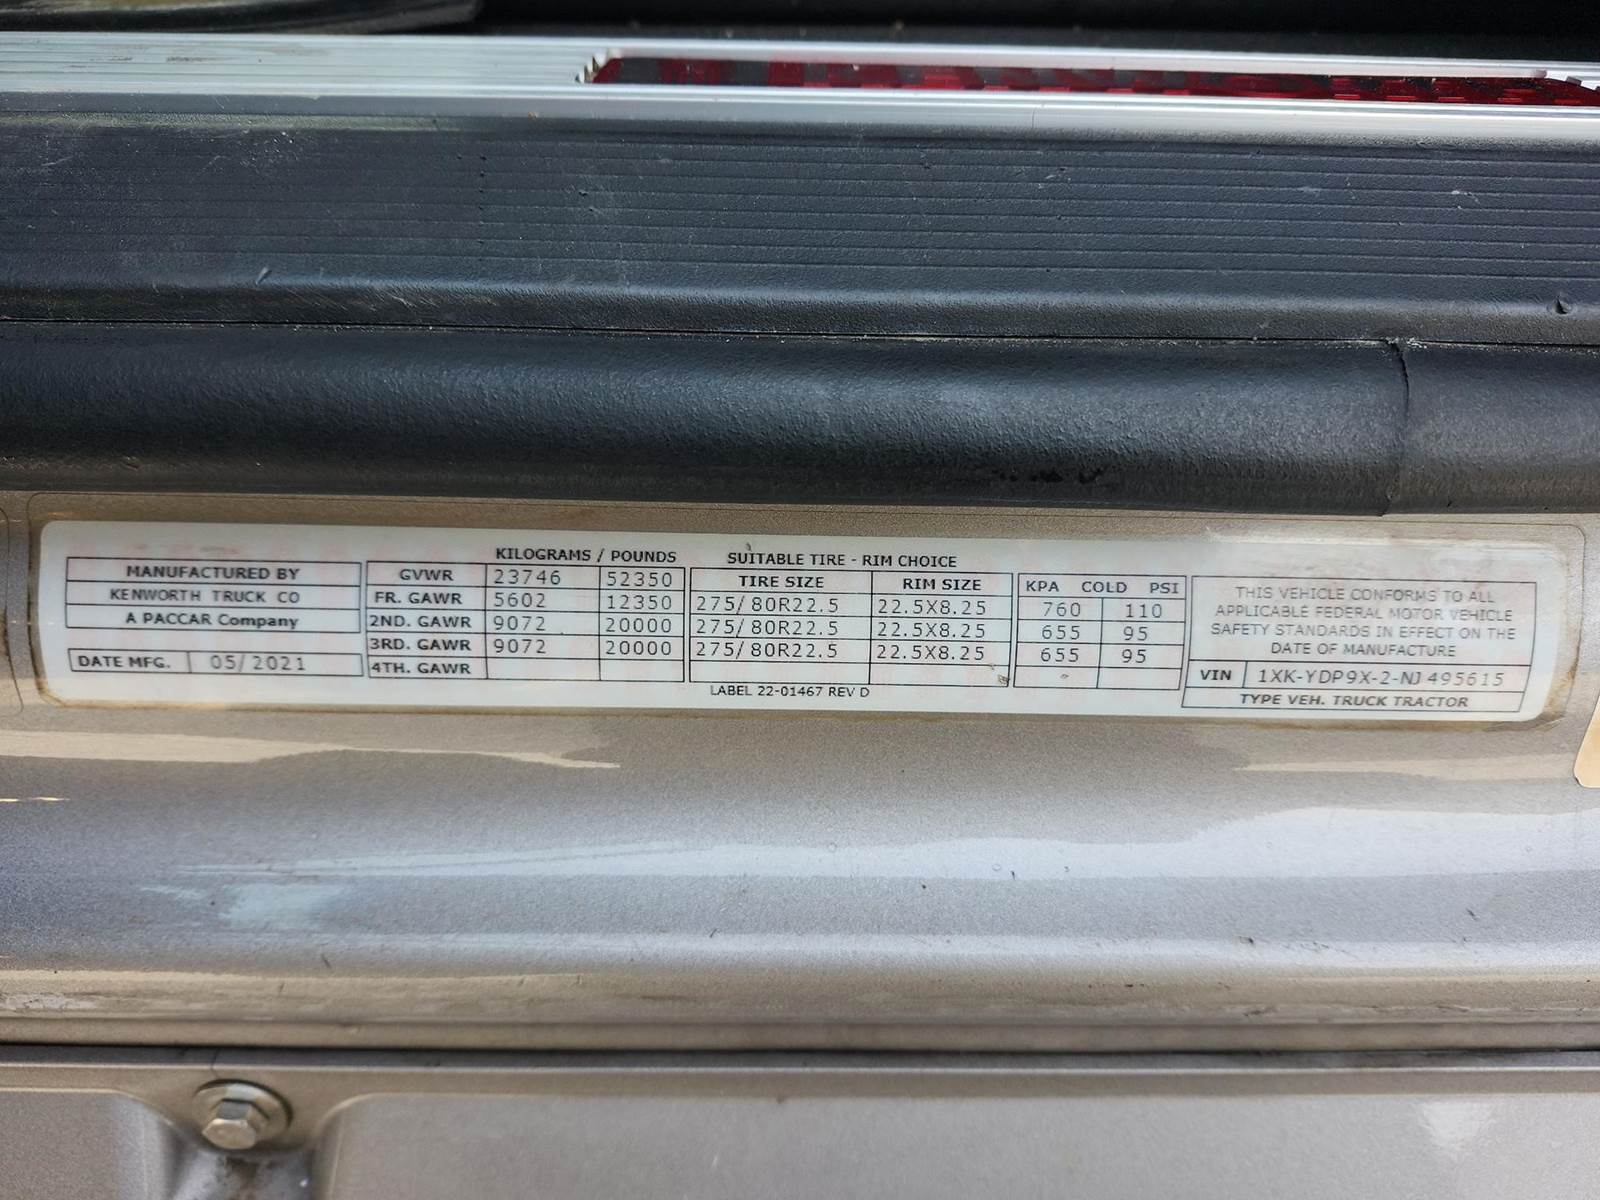 KILOGRAMS / POUNDS SUITABLE TIRE - RIM CHOICE
MANUFACTURED BY
KENWORTH TRUCK CO
A PACCAR Company
DATE MFG. 05/2021
GVWR 23746 52350 TIRE SIZE RIM SIZE KPA COLD PSI
FR. GAWR 5602 12350 275/80R22.5 22.5X8.25 760 110
2ND. GAWR 9072 20000 275/80R22.5 22.5X8.25 655 95
3RD. GAWR 9072 20000 275/80R22.5 22.5X8.25 655 95
4TH. GAWR
LABEL 22-01467 REV D
THIS VEHICLE CONFORMS TO ALL
APPLICABLE FEDERAL MOTOR VEHICLE
SAFETY STANDARDS IN EFFECT ON THE
DATE OF MANUFACTURE
VIN 1XK-YDP9X-2-NJ495615
TYPE VEH. TRUCK TRACTOR